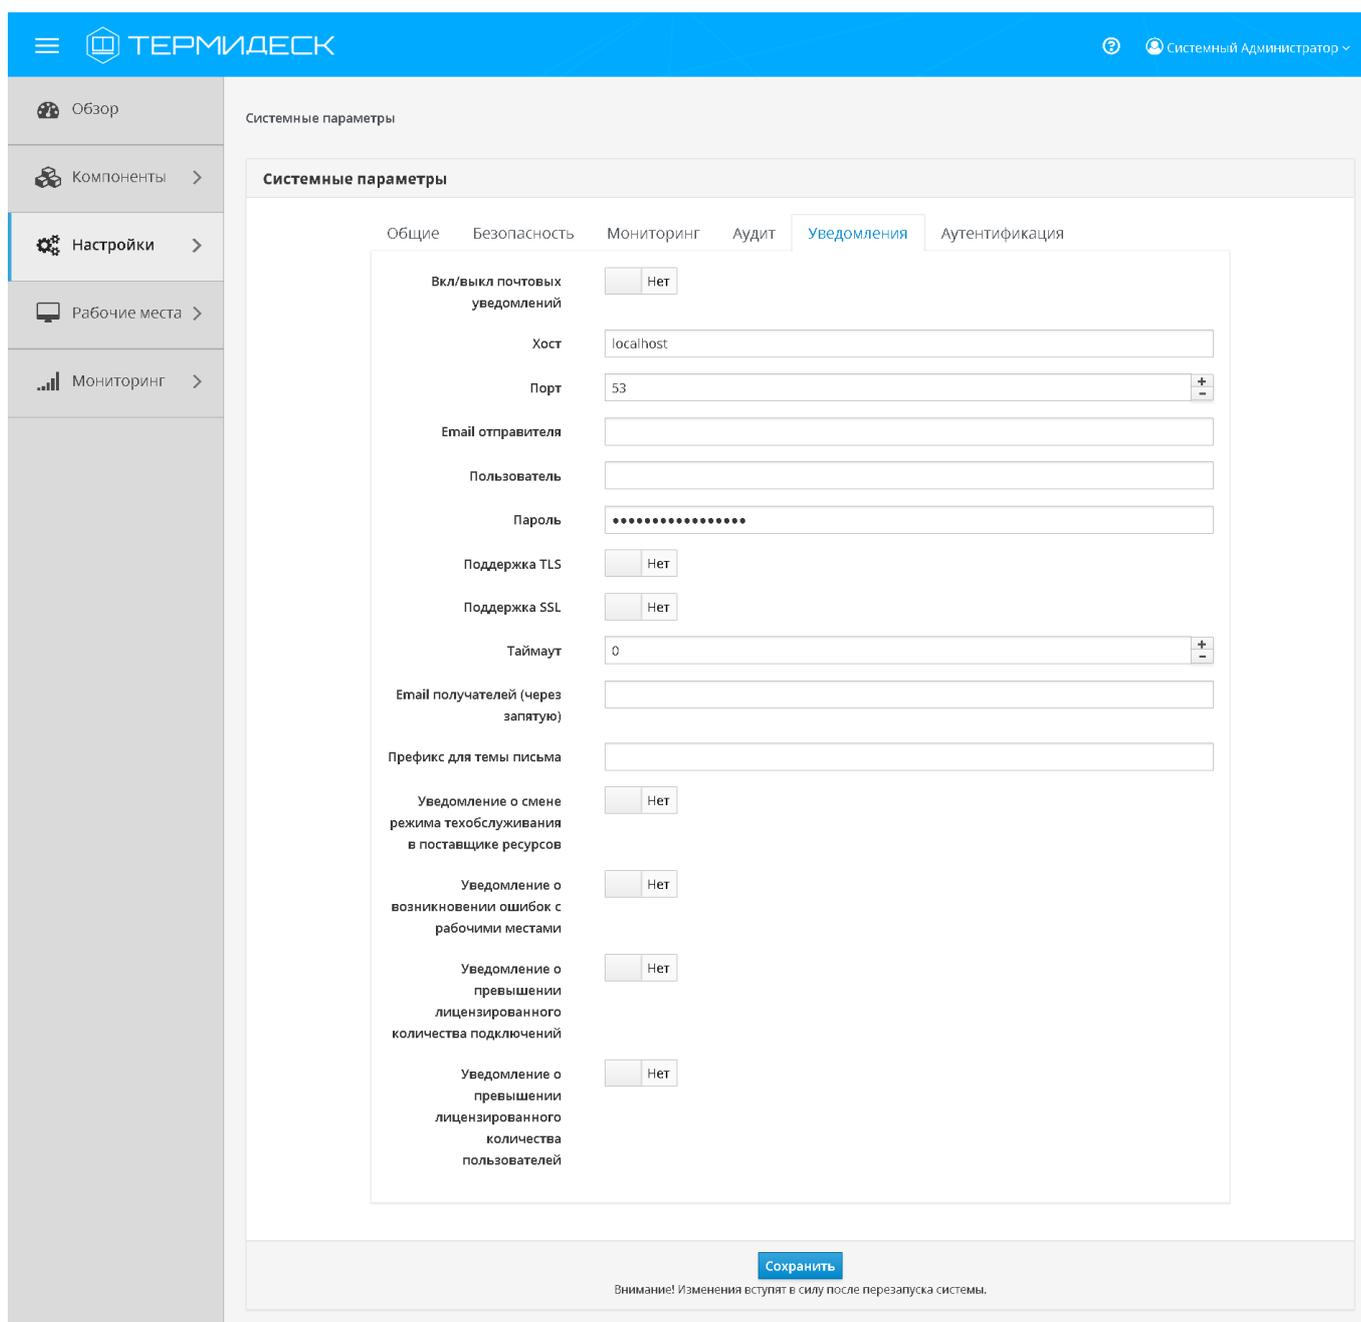 ТЕРМИДЕСК
Системный Администратор
Обзор
Компоненты
Настройки
Рабочие места
Мониторинг
Системные параметры
Системные параметры
Общие Безопасность Мониторинг Аудит Уведомления Аутентификация
Вкл/выкл почтовых Нет
уведомлений
Хост localhost
Порт 53
Email отправителя
Пользователь
Пароль •••••••••••••••••
Поддержка TLS Нет
Поддержка SSL Нет
Таймаут 0
Email получателей (через
запятую)
Префикс для темы письма
Уведомление о смене Нет
режима техобслуживания
в поставщике ресурсов
Уведомление о Нет
возникновении ошибок с
рабочими местами
Уведомление о Нет
превышении
лицензированного
количества подключений
Уведомление о Нет
превышении
лицензированного
количества
пользователей
Сохранить
Внимание! Изменения вступят в силу после перезапуска системы.